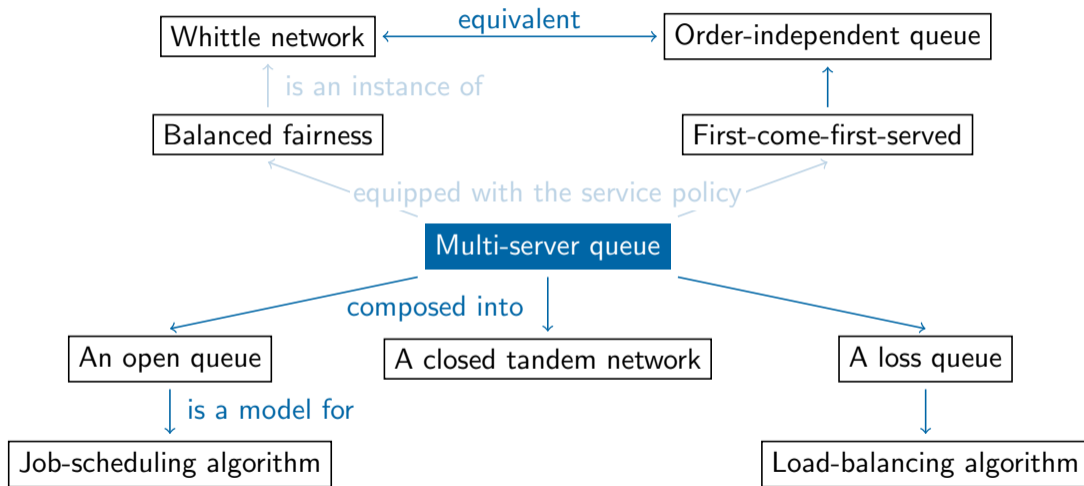 Whittle network
equivalent
Order-independent queue
is an instance of
Balanced fairness
First-come-first-served
equipped with the service policy
Multi-server queue
composed into
An open queue
A closed tandem network
A loss queue
is a model for
Job-scheduling algorithm
Load-balancing algorithm